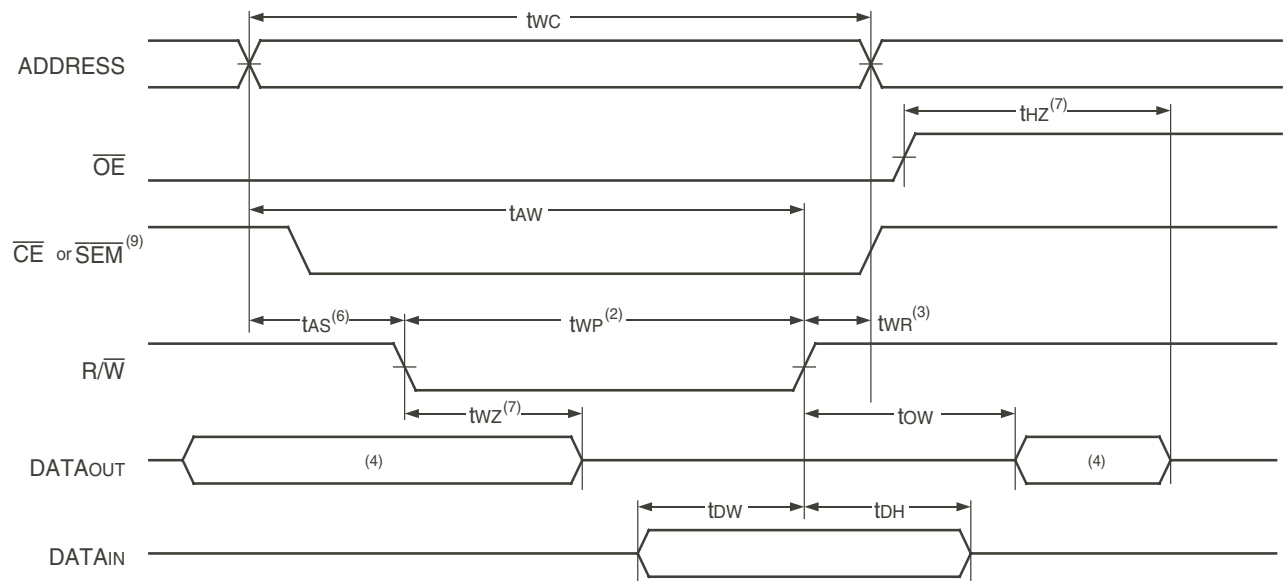 tWC
ADDRESS
tHZ(7)
OE
tAW
CE or SEM(9)
tAS(6)
tWP(2)
tWR(3)
R/W
tWZ(7)
tOW
DATAOUT
(4)
(4)
tDW
tDH
DATAIN